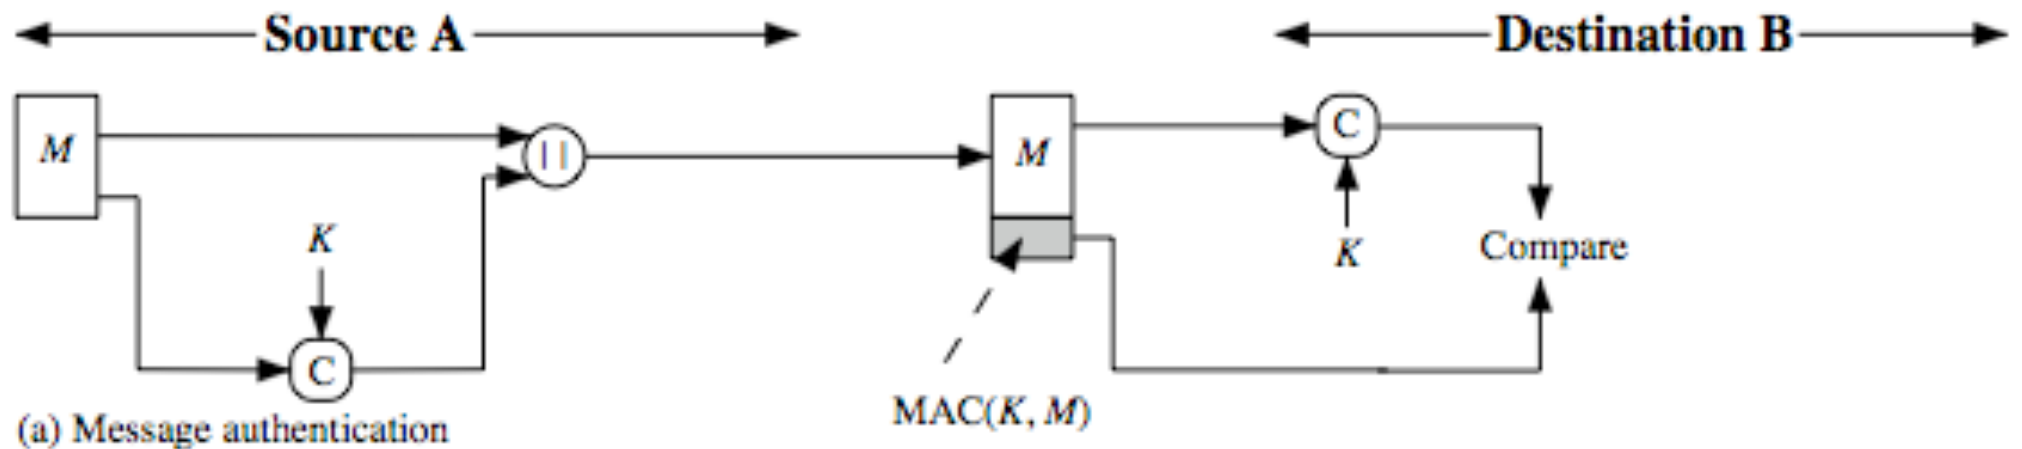 Source A
Destination B
M
||
M
C
K
K
Compare
C
MAC(K, M)
(a) Message authentication